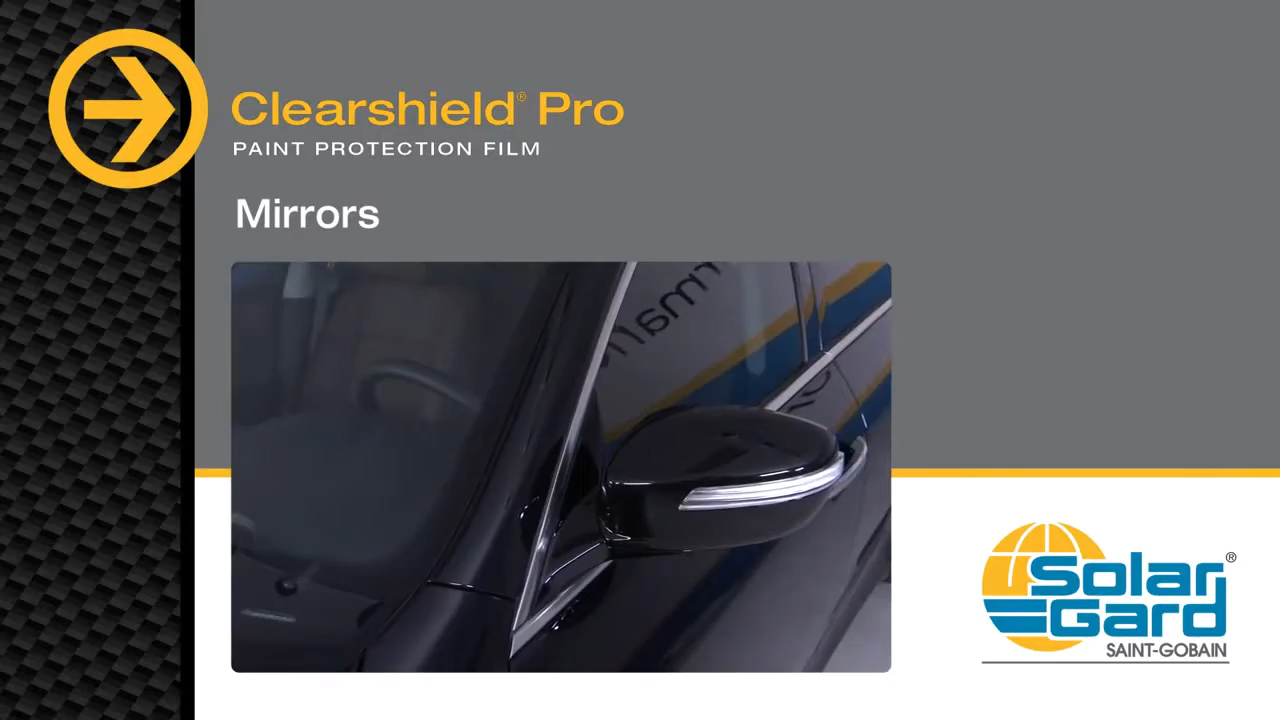 Clearshield® Pro
PAINT PROTECTION FILM
Mirrors
Solar
Gard®
SAINT-GOBAIN